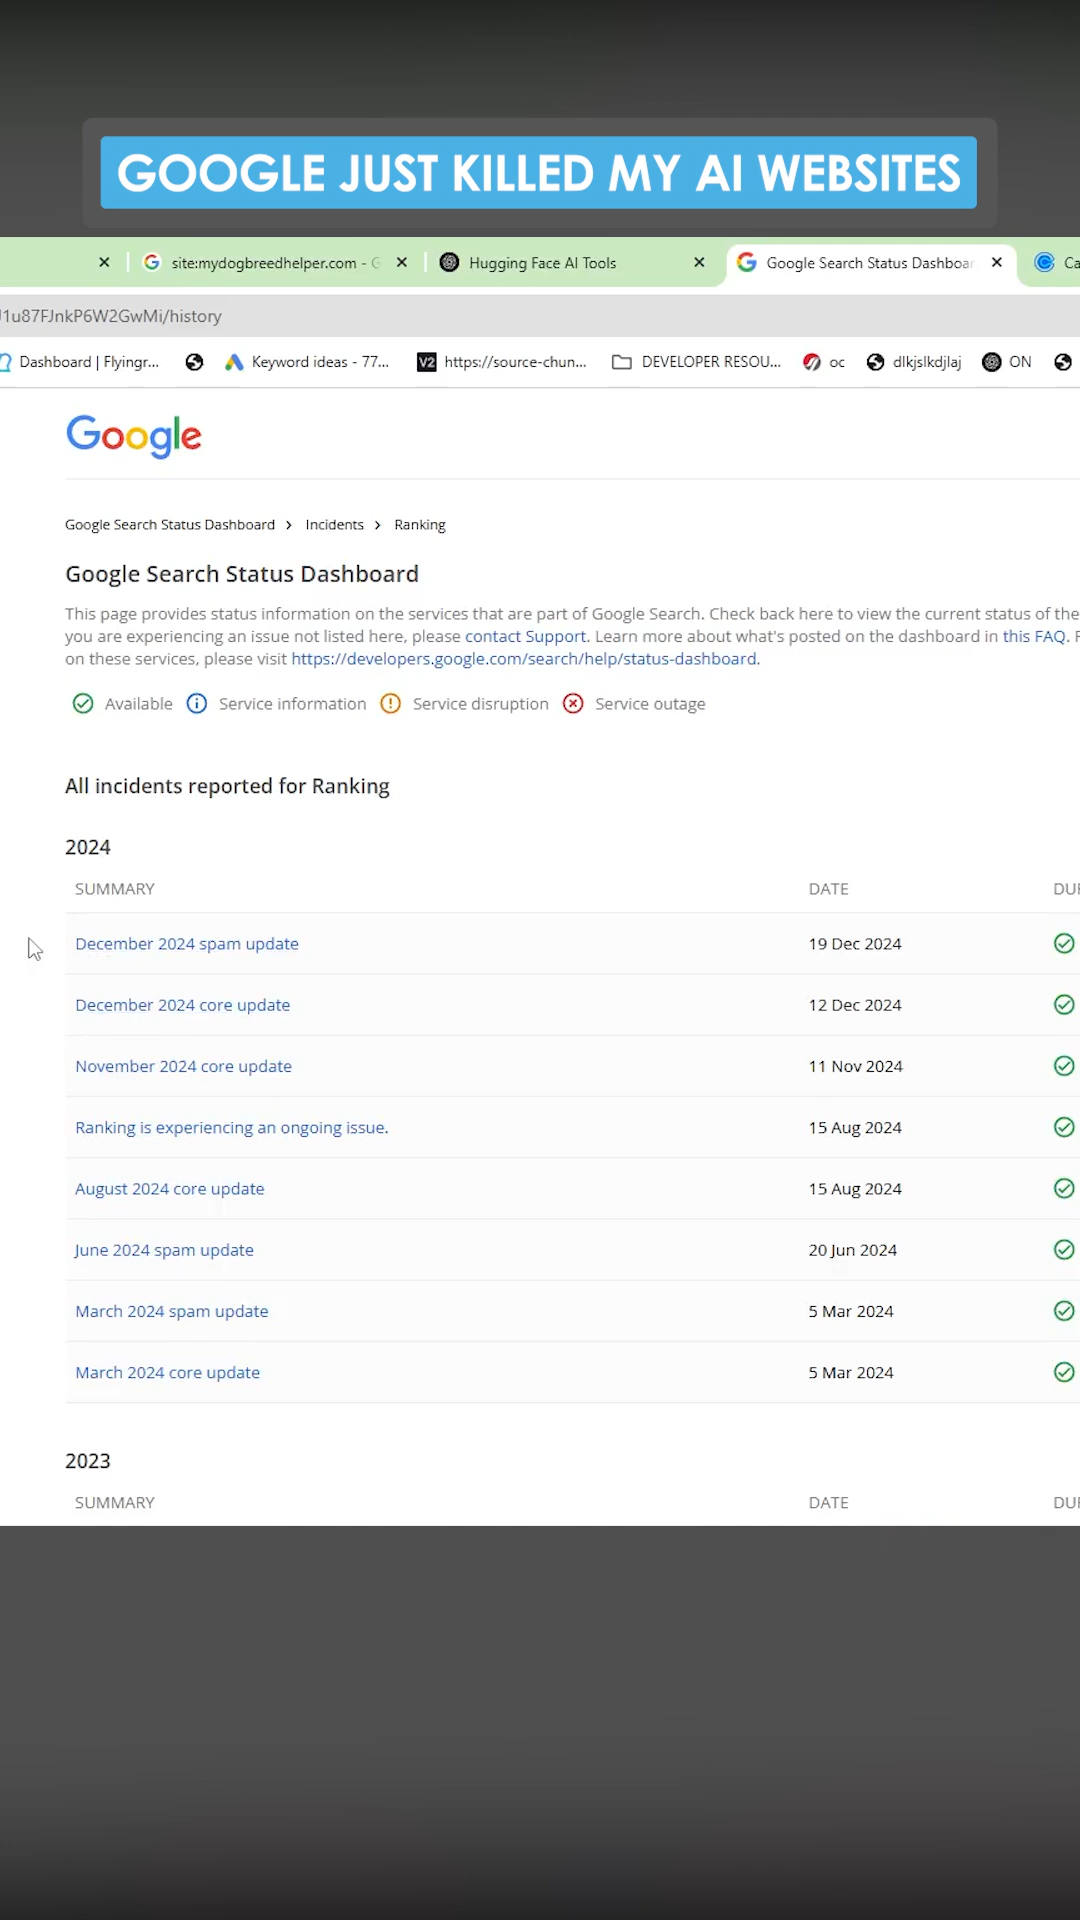 GOOGLE JUST KILLED MY AI WEBSITES
site:mydogbreedhelper.com - G
Hugging Face AI Tools
Google Search Status Dashboar
Ca
1u87FJnkP6W2GwMi/history
Dashboard | Flyingr...
Keyword ideas - 77...
V2 https://source-chun...
DEVELOPER RESOU...
oc
dlkjslkdjlaj
ON
Google
Google Search Status Dashboard > Incidents > Ranking
Google Search Status Dashboard
This page provides status information on the services that are part of Google Search. Check back here to view the current status of the
you are experiencing an issue not listed here, please contact Support. Learn more about what's posted on the dashboard in this FAQ. F
on these services, please visit https://developers.google.com/search/help/status-dashboard.
Available Service information Service disruption Service outage
All incidents reported for Ranking
2024
SUMMARY DATE DUR
December 2024 spam update 19 Dec 2024
December 2024 core update 12 Dec 2024
November 2024 core update 11 Nov 2024
Ranking is experiencing an ongoing issue. 15 Aug 2024
August 2024 core update 15 Aug 2024
June 2024 spam update 20 Jun 2024
March 2024 spam update 5 Mar 2024
March 2024 core update 5 Mar 2024
2023
SUMMARY DATE DUR